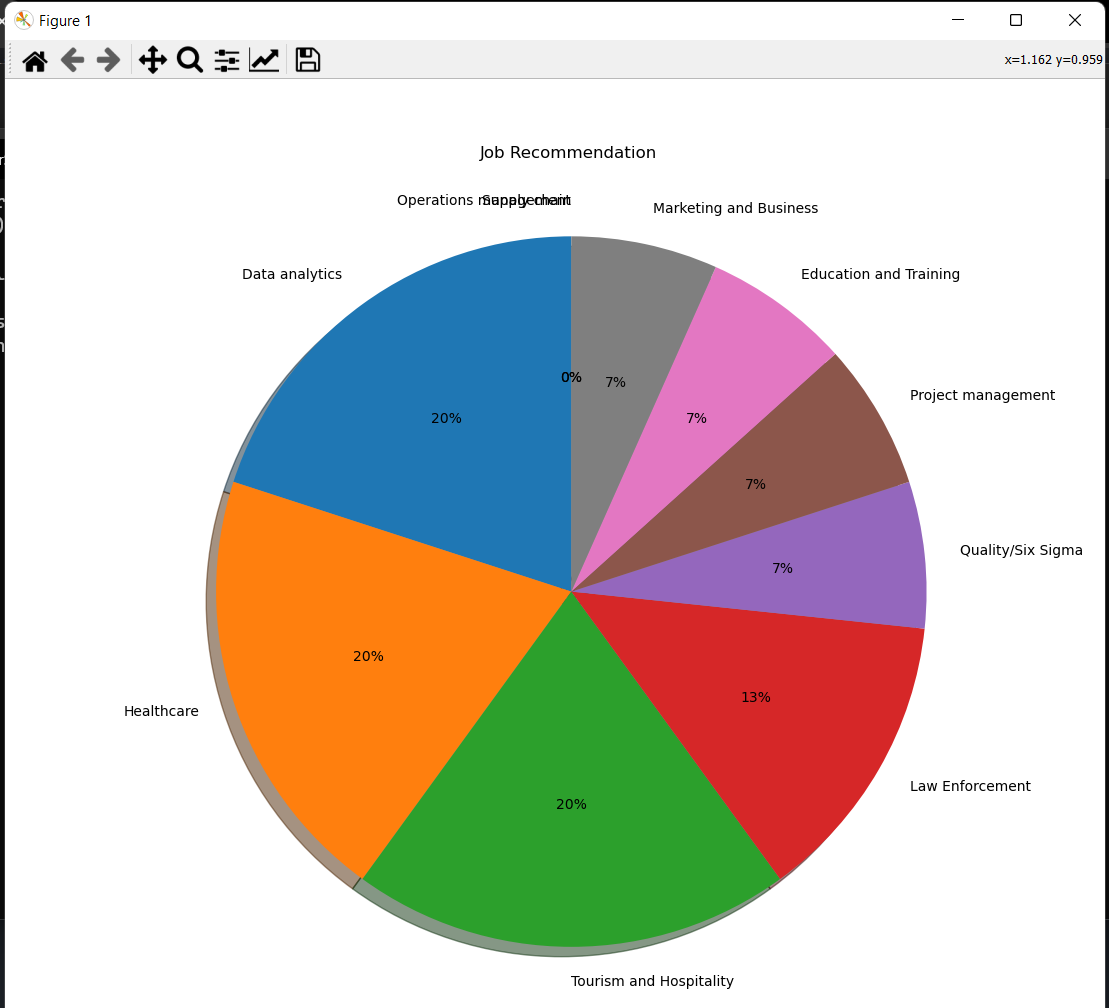 Figure 1
x=1.162 y=0.959
Job Recommendation
Operations management
Supply chain
Marketing and Business
Data analytics
Education and Training
0%
0%
7%
Project management
20%
7%
7%
Quality/Six Sigma
7%
20%
13%
Healthcare
Law Enforcement
20%
Tourism and Hospitality